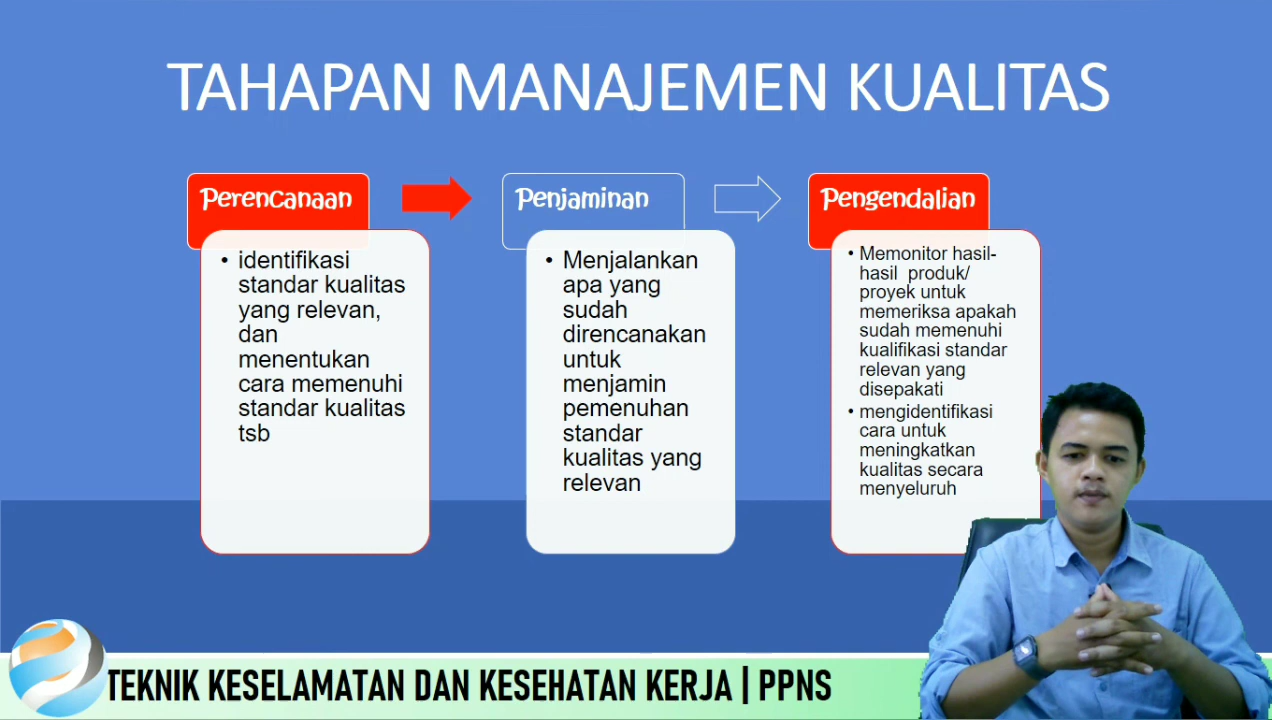 TAHAPAN MANAJEMEN KUALITAS
Perencanaan
• identifikasi
standar kualitas
yang relevan,
dan
menentukan
cara memenuhi
standar kualitas
tsb
Penjaminan
• Menjalankan
apa yang
sudah
direncanakan
untuk
menjamin
pemenuhan
standar
kualitas yang
relevan
Pengendalian
• Memonitor hasil-
hasil produk/
proyek untuk
memeriksa apakah
sudah memenuhi
kualifikasi standar
relevan yang
disepakati
• mengidentifikasi
cara untuk
meningkatkan
kualitas secara
menyeluruh
TEKNIK KESELAMATAN DAN KESEHATAN KERJA | PPNS